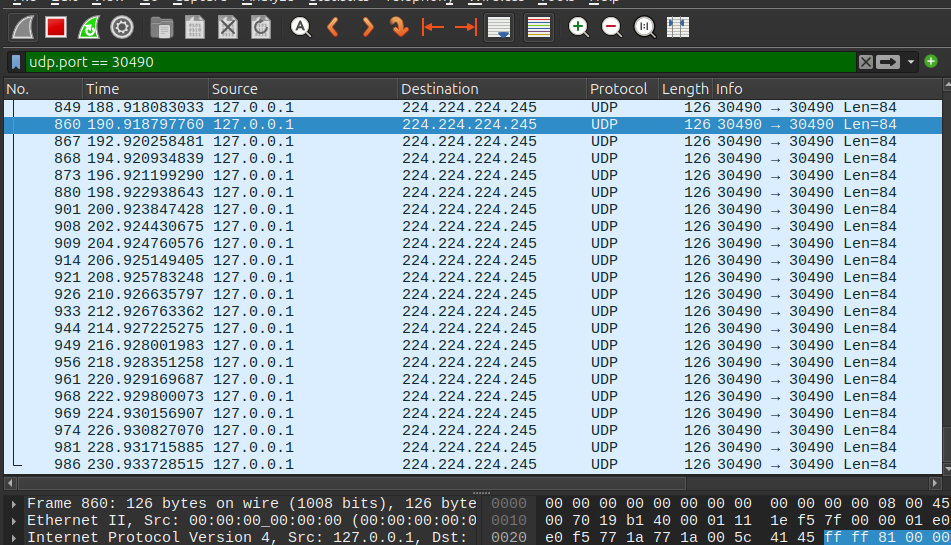 udp.port == 30490
No. Time Source Destination Protocol Length Info
849 188.918083033 127.0.0.1 224.224.224.245 UDP 126 30490 → 30490 Len=84
860 190.918797760 127.0.0.1 224.224.224.245 UDP 126 30490 → 30490 Len=84
867 192.920258481 127.0.0.1 224.224.224.245 UDP 126 30490 → 30490 Len=84
868 194.920934839 127.0.0.1 224.224.224.245 UDP 126 30490 → 30490 Len=84
873 196.921199290 127.0.0.1 224.224.224.245 UDP 126 30490 → 30490 Len=84
880 198.922938643 127.0.0.1 224.224.224.245 UDP 126 30490 → 30490 Len=84
901 200.923847428 127.0.0.1 224.224.224.245 UDP 126 30490 → 30490 Len=84
908 202.924430675 127.0.0.1 224.224.224.245 UDP 126 30490 → 30490 Len=84
909 204.924760576 127.0.0.1 224.224.224.245 UDP 126 30490 → 30490 Len=84
914 206.925149405 127.0.0.1 224.224.224.245 UDP 126 30490 → 30490 Len=84
921 208.925783248 127.0.0.1 224.224.224.245 UDP 126 30490 → 30490 Len=84
926 210.926635797 127.0.0.1 224.224.224.245 UDP 126 30490 → 30490 Len=84
933 212.926763362 127.0.0.1 224.224.224.245 UDP 126 30490 → 30490 Len=84
944 214.927225275 127.0.0.1 224.224.224.245 UDP 126 30490 → 30490 Len=84
949 216.928001983 127.0.0.1 224.224.224.245 UDP 126 30490 → 30490 Len=84
956 218.928351258 127.0.0.1 224.224.224.245 UDP 126 30490 → 30490 Len=84
961 220.929169687 127.0.0.1 224.224.224.245 UDP 126 30490 → 30490 Len=84
968 222.929800073 127.0.0.1 224.224.224.245 UDP 126 30490 → 30490 Len=84
969 224.930156907 127.0.0.1 224.224.224.245 UDP 126 30490 → 30490 Len=84
974 226.930827070 127.0.0.1 224.224.224.245 UDP 126 30490 → 30490 Len=84
981 228.931715885 127.0.0.1 224.224.224.245 UDP 126 30490 → 30490 Len=84
986 230.933728515 127.0.0.1 224.224.224.245 UDP 126 30490 → 30490 Len=84
Frame 860: 126 bytes on wire (1008 bits), 126 byte 0000 00 00 00 00 00 00 00 00 00 00 00 00 08 00 45
Ethernet II, Src: 00:00:00_00:00:00 (00:00:00:00:0 0010 00 70 19 b1 40 00 01 11 1e f5 7f 00 00 01 e0
Internet Protocol Version 4, Src: 127.0.0.1, Dst: 0020 e0 f5 77 1a 77 1a 00 5c 41 45 ff ff 81 00 00